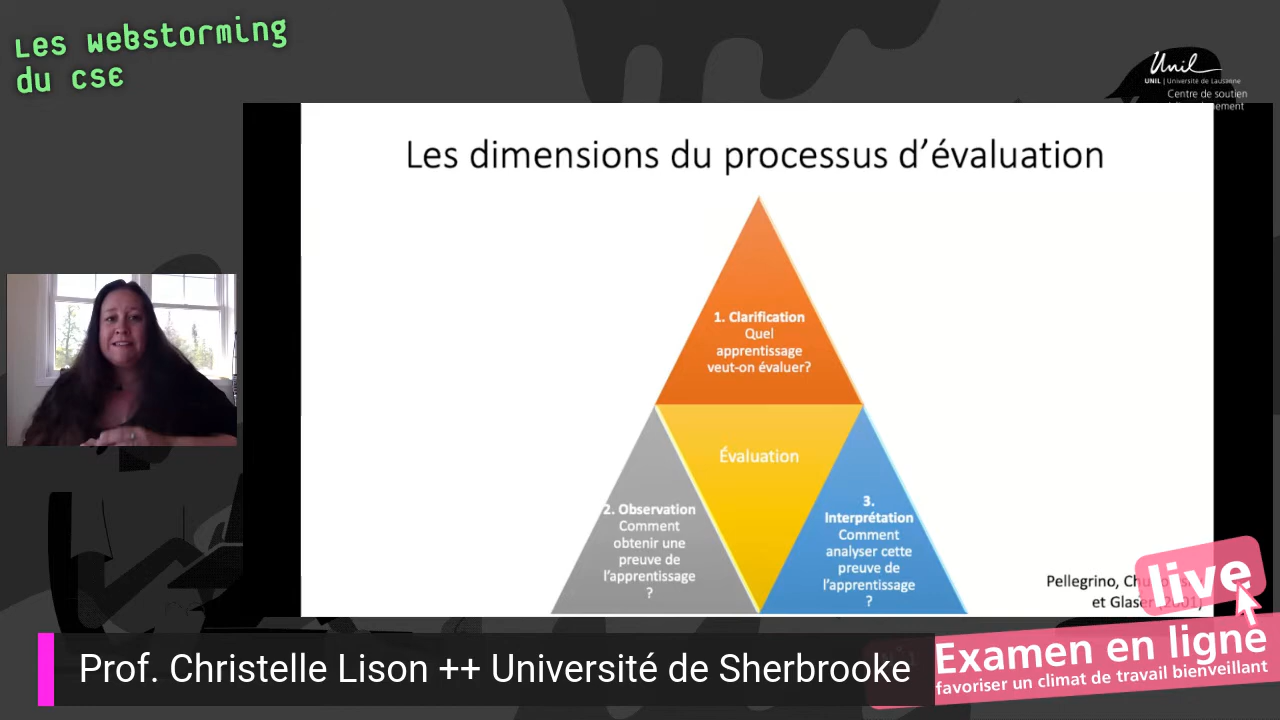 Les webstorming
du cse
Unil
UNIL | Université de Lausanne
Centre de soutien
Les dimensions du processus d'évaluation
1. Clarification
Quel
apprentissage
veut-on évaluer?
Évaluation
2. Observation
Comment
obtenir une
preuve de
l'apprentissage
?
3.
Interprétation
Comment
analyser cette
preuve de
l'apprentissage
?
Pellegrino,
et Glaser
live
Prof. Christelle Lison ++ Université de Sherbrooke
Examen en ligne
favoriser un climat de travail bienveillant